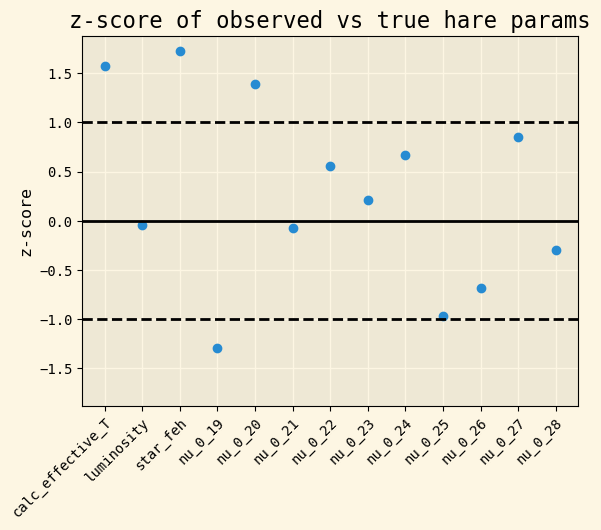 z-score of observed vs true hare params
z-score
1.5
1.0
0.5
0.0
−0.5
−1.0
−1.5
calc_effective_T
luminosity
star_feh
nu_0_19
nu_0_20
nu_0_21
nu_0_22
nu_0_23
nu_0_24
nu_0_25
nu_0_26
nu_0_27
nu_0_28